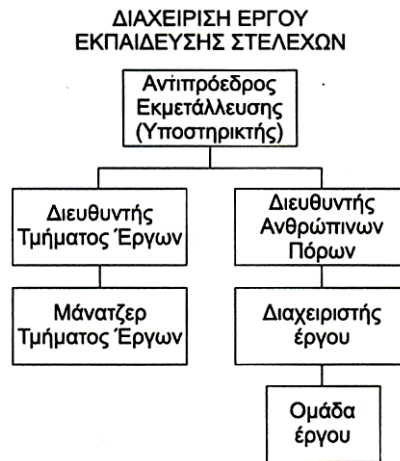 ΔΙΑΧΕΙΡΙΣΗ ΕΡΓΟΥ
ΕΚΠΑΙΔΕΥΣΗΣ ΣΤΕΛΕΧΩΝ
Αντιπρόεδρος
Εκμετάλλευσης
(Υποστηρικτής)
Διευθυντής
Τμήματος Έργων
Διευθυντής
Ανθρώπινων
Πόρων
Μάνατζερ
Τμήματος Έργων
Διαχειριστής
έργου
Ομάδα
έργου